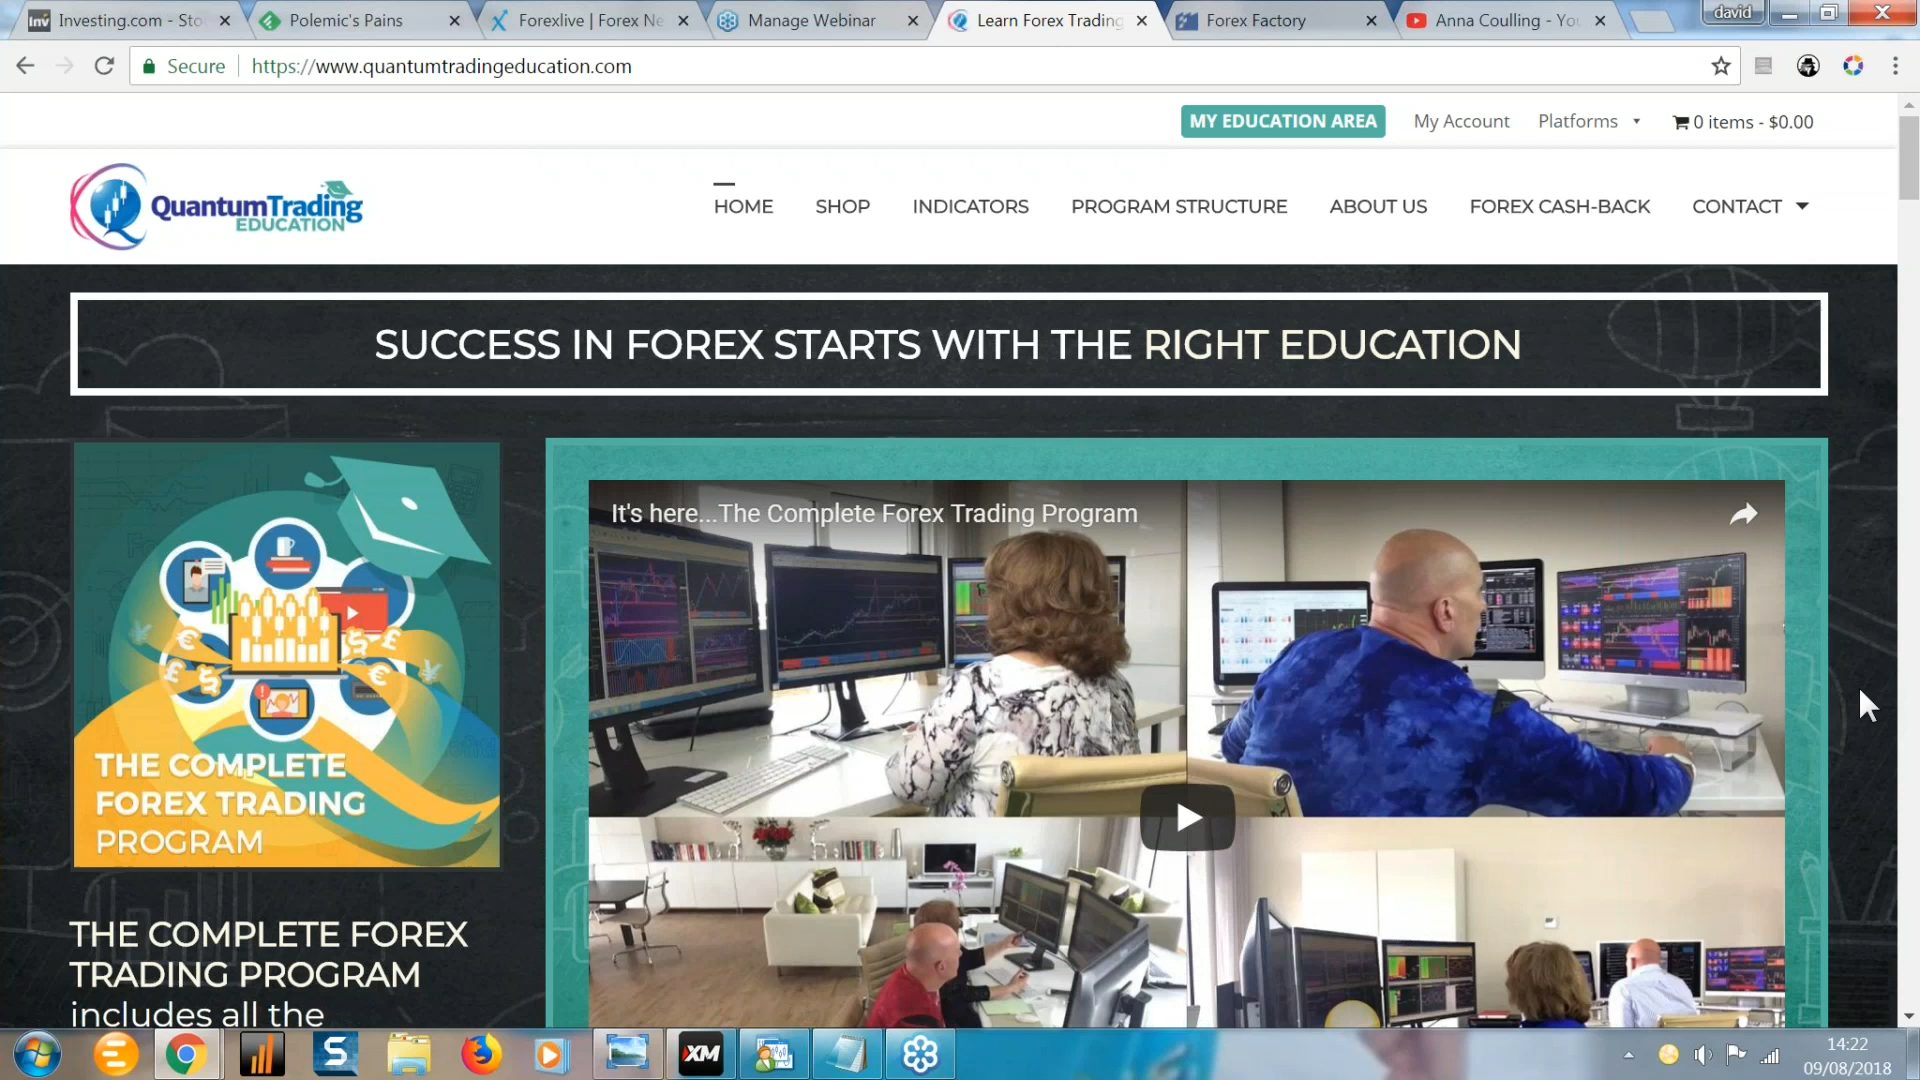 Investing.com - Sto
Polemic's Pains
Forexlive | Forex Ne
Manage Webinar
Learn Forex Trading
Forex Factory
Anna Coulling - You
david
Secure
https://www.quantumtradingeducation.com
MY EDUCATION AREA
My Account
Platforms
0 items - $0.00
QuantumTrading
EDUCATION
HOME
SHOP
INDICATORS
PROGRAM STRUCTURE
ABOUT US
FOREX CASH-BACK
CONTACT
SUCCESS IN FOREX STARTS WITH THE RIGHT EDUCATION
THE COMPLETE
FOREX TRADING
PROGRAM
It's here...The Complete Forex Trading Program
THE COMPLETE FOREX
TRADING PROGRAM
includes all the
XM
14:22
09/08/2018